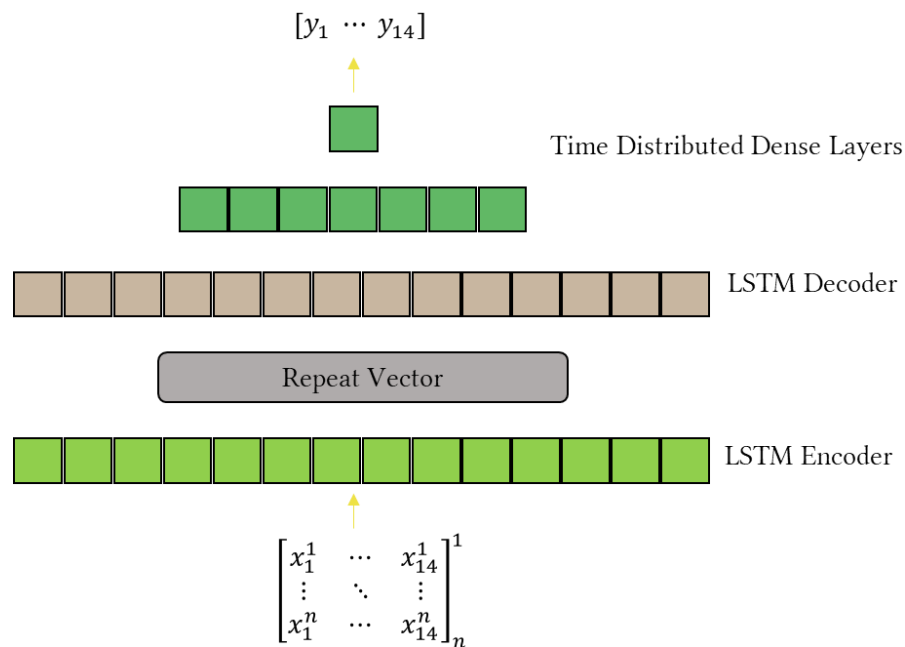 [y₁ ⋯ y₁₄]
Time Distributed Dense Layers
LSTM Decoder
Repeat Vector
LSTM Encoder
[x₁¹ ⋯ x₁₄¹]¹
⋮ ⋱ ⋮
[x₁ⁿ ⋯ x₁₄ⁿ]ₙ